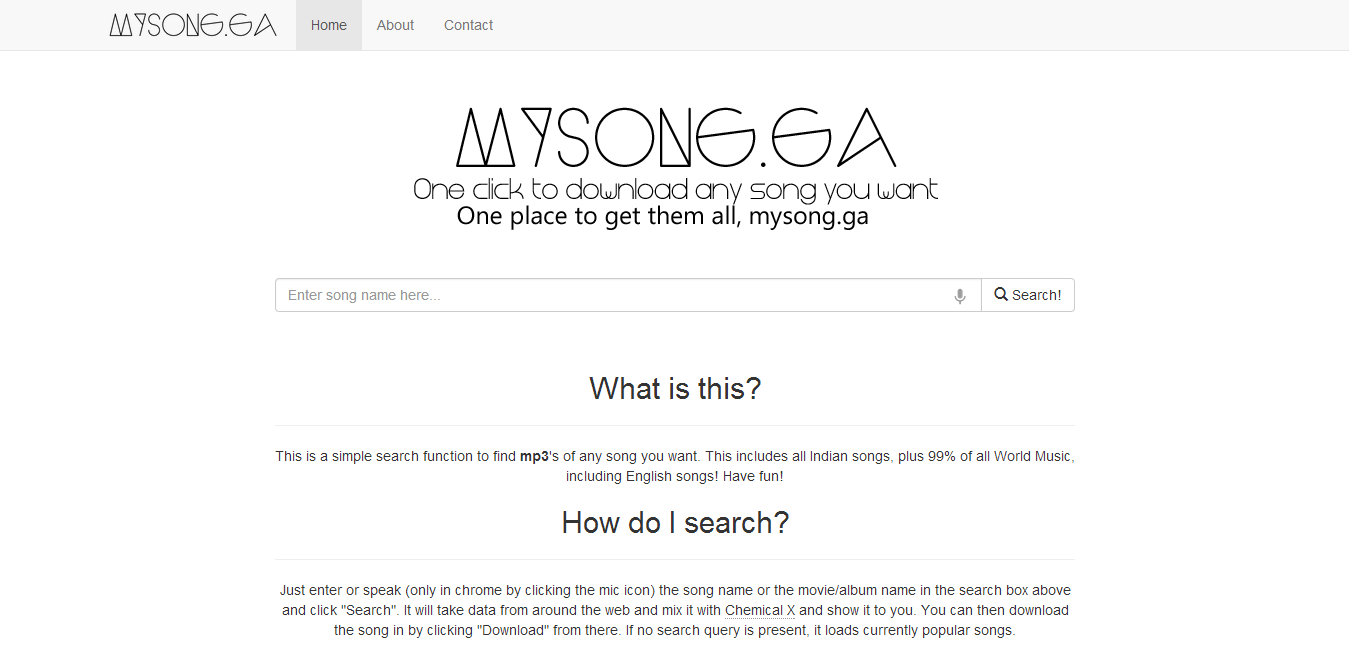 MYSONG.GA Home About Contact
MYSONG.GA
One click to download any song you want
One place to get them all, mysong.ga
Enter song name here... Search!
What is this?
This is a simple search function to find mp3's of any song you want. This includes all Indian songs, plus 99% of all World Music,
including English songs! Have fun!
How do I search?
Just enter or speak (only in chrome by clicking the mic icon) the song name or the movie/album name in the search box above
and click "Search". It will take data from around the web and mix it with Chemical X and show it to you. You can then download
the song in by clicking "Download" from there. If no search query is present, it loads currently popular songs.